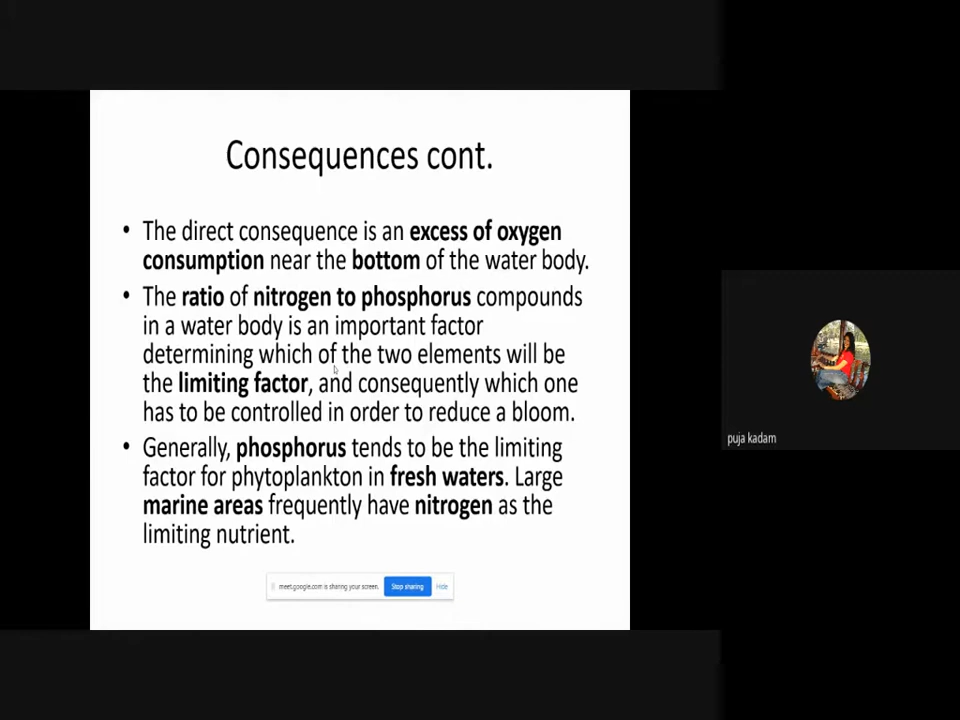 Consequences cont.
• The direct consequence is an excess of oxygen
consumption near the bottom of the water body.
• The ratio of nitrogen to phosphorus compounds
in a water body is an important factor
determining which of the two elements will be
the limiting factor, and consequently which one
has to be controlled in order to reduce a bloom.
• Generally, phosphorus tends to be the limiting
factor for phytoplankton in fresh waters. Large
marine areas frequently have nitrogen as the
limiting nutrient.
meet.google.com is sharing your screen. Stop sharing Hide
puja kadam